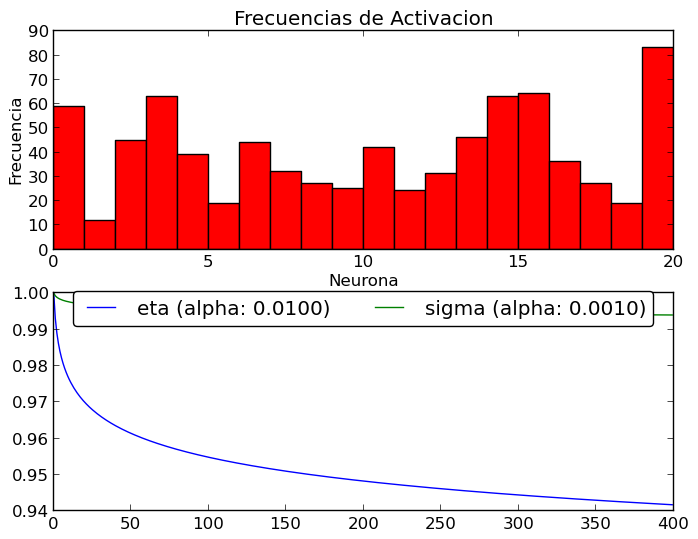 Frecuencias de Activacion
Frecuencia
90
80
70
60
50
40
30
20
10
0
0 5 10 15 20
Neurona
eta (alpha: 0.0100) sigma (alpha: 0.0010)
1.00
0.99
0.98
0.97
0.96
0.95
0.94
0 50 100 150 200 250 300 350 400